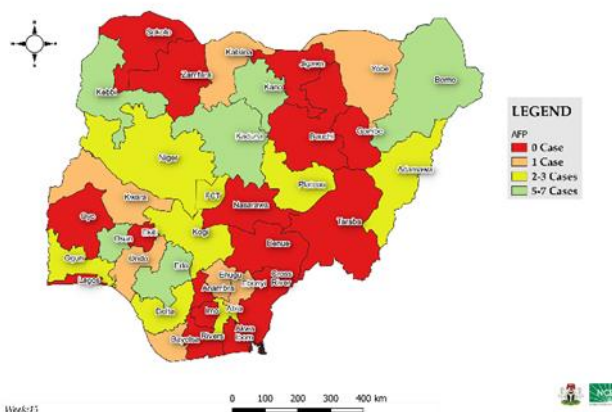 Sokoto
Katsina
Jigawa
Yobe
Borno
Zamfara
Kebbi
Kano
Kaduna
Bauchi
Gombe
Niger
Adamawa
Plateau
FCT
Kwara
Nasarawa
Taraba
Oyo
Kogi
Benue
Osun
Ekiti
Ondo
Edo
Ogun
Lagos
Enugu
Ebonyi
Cross
River
Anambra
Imo
Abia
Delta
Bayelsa
Rivers
Akwa
Ibom
LEGEND
AFP
0 Case
1 Case
2-3 Cases
5-7 Cases
0 100 200 300 400 km